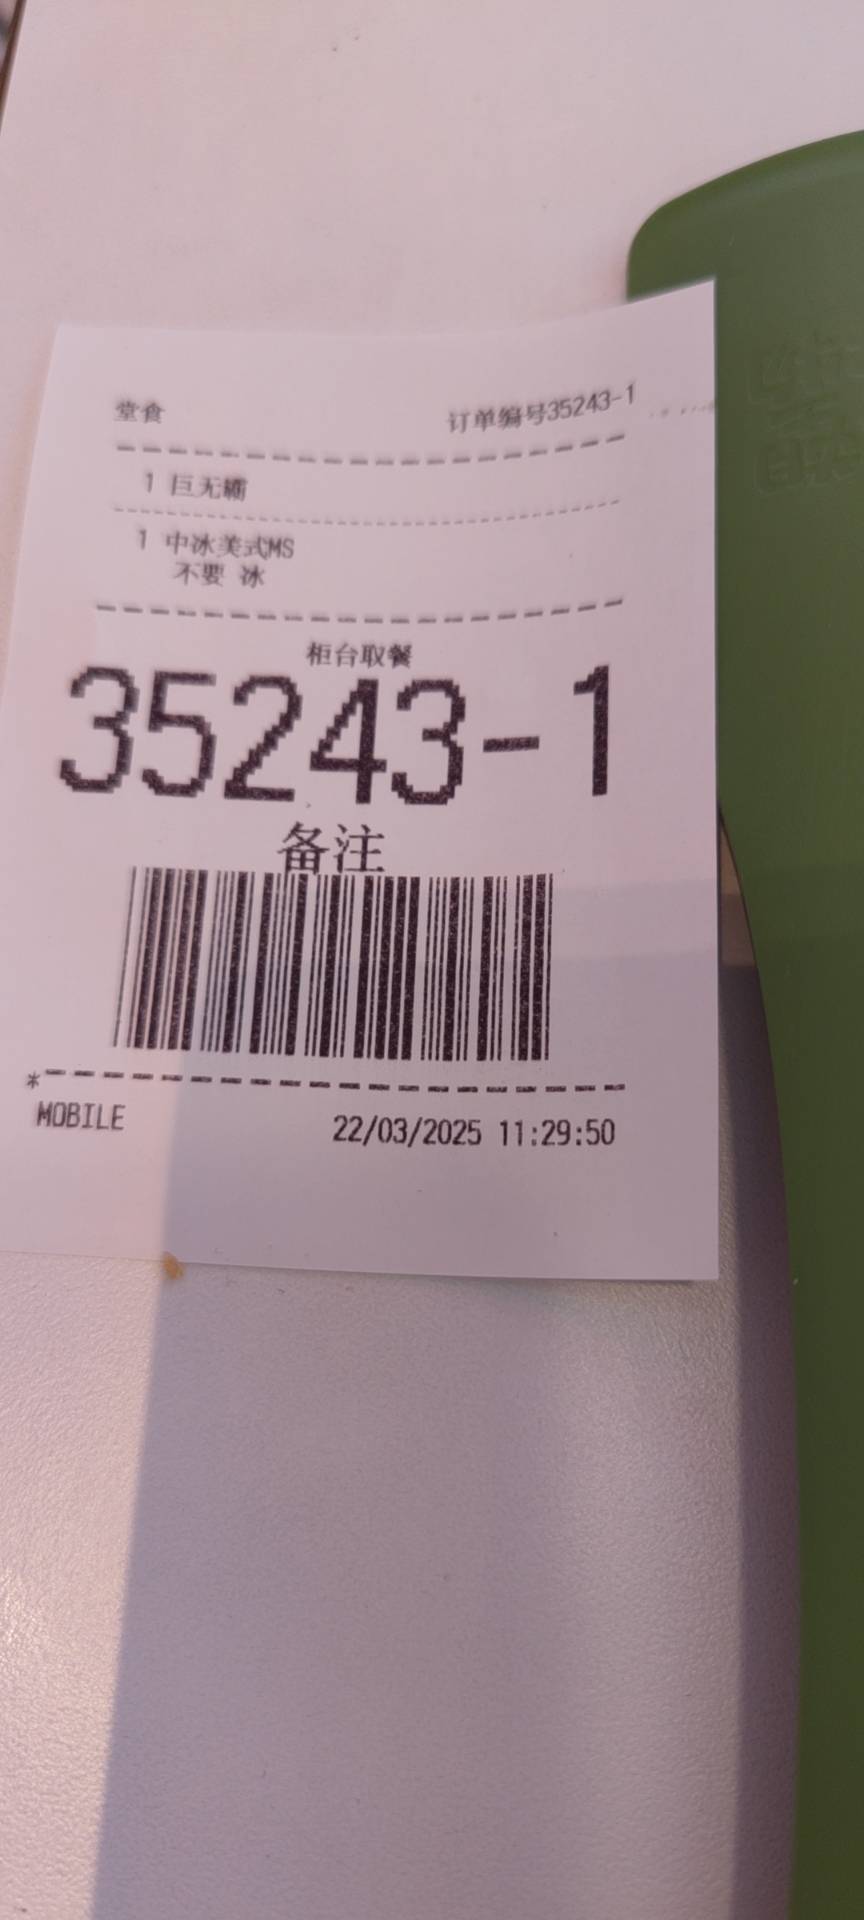 堂食 订单编号35243-1
1 巨无霸
1 中冰美式MS
不要 冰
柜台取餐
35243-1
备注
*
MOBILE 22/03/2025 11:29:50